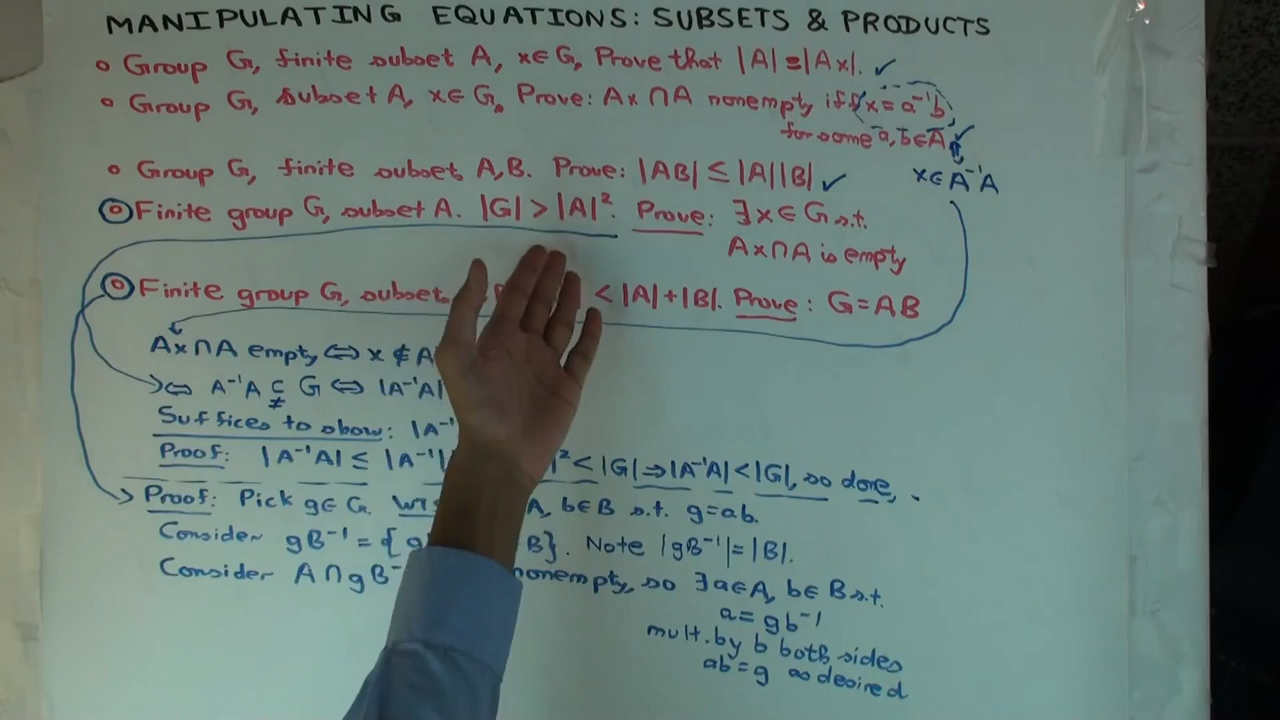 MANIPULATING EQUATIONS: SUBSETS & PRODUCTS
o Group G, finite subset A, x∈G, Prove that |A|=|Ax|. ✓
o Group G, subset A, x∈G. Prove: Ax∩A nonempty iff x=a⁻¹b,
for some a,b∈A ✓
x∈A⁻¹A
o Group G, finite subset A,B. Prove: |AB| ≤ |A||B| ✓
o Finite group G, subset A. |G|>|A|². Prove: ∃x∈G s.t.
Ax∩A is empty
o Finite group G, subset < |A|+|B|. Prove: G=AB
Ax∩A empty ⇔ x∉A
⇔ A⁻¹A ⊊ G ⇔ |A⁻¹A|
Suffices to show: |A⁻¹
Proof: |A⁻¹A| ≤ |A⁻¹| ² < |G| ⇒ |A⁻¹A| < |G|, so done.
Proof: Pick g∈G. WTS A, b∈B s.t. g=ab.
Consider gB⁻¹ = {g B}. Note |gB⁻¹|=|B|.
Consider A∩gB⁻ nonempty, so ∃a∈A, b∈B s.t.
a=gb⁻¹
mult. by b both sides
ab=g as desired